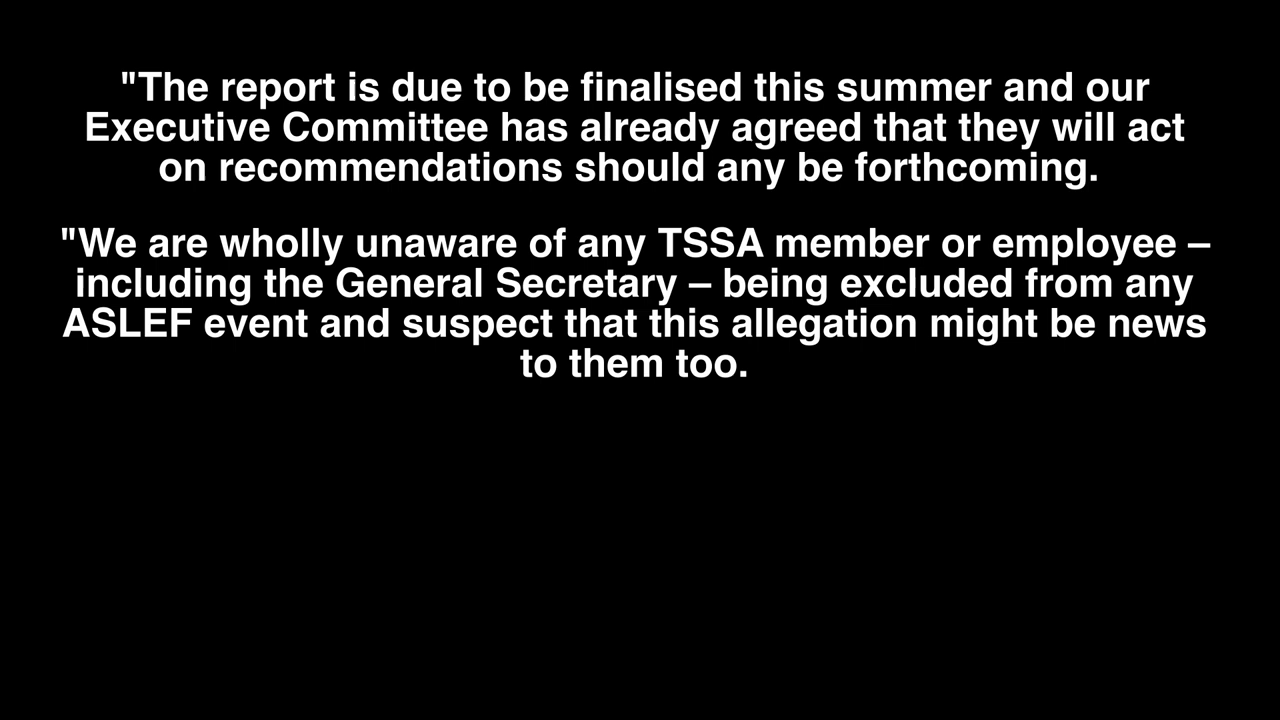 "The report is due to be finalised this summer and our
Executive Committee has already agreed that they will act
on recommendations should any be forthcoming.
"We are wholly unaware of any TSSA member or employee –
including the General Secretary – being excluded from any
ASLEF event and suspect that this allegation might be news
to them too.